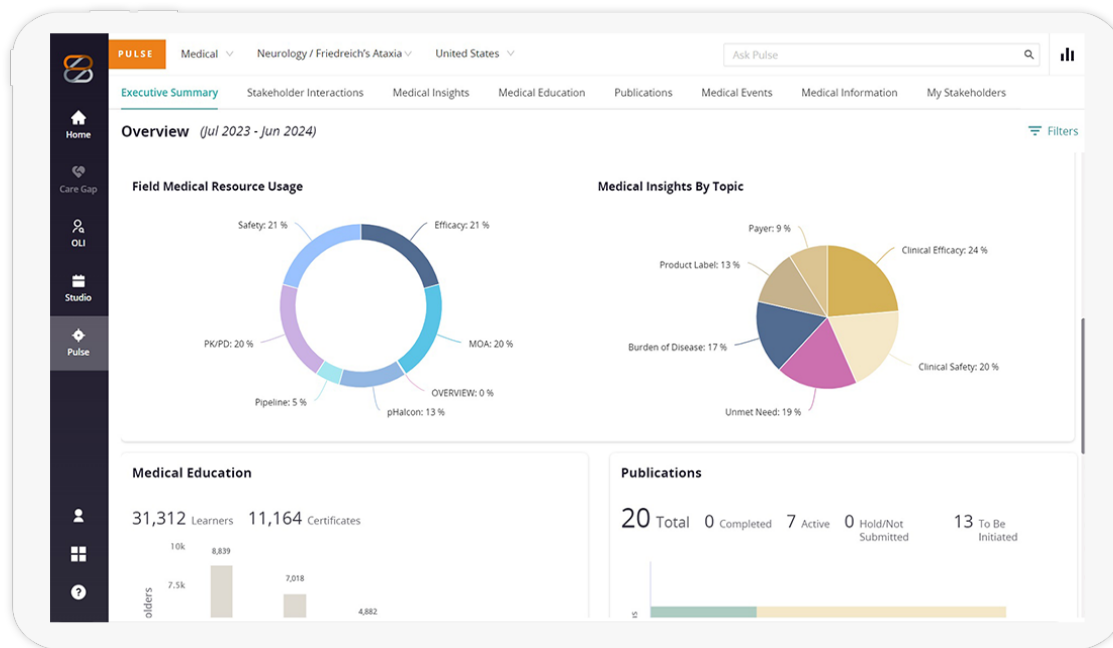 PULSE
Medical
Neurology / Friedreich's Ataxia
United States
Ask Pulse
Executive Summary
Stakeholder Interactions
Medical Insights
Medical Education
Publications
Medical Events
Medical Information
My Stakeholders
Home
Care Gap
OLI
Studio
Pulse
Overview (Jul 2023 - Jun 2024)
Filters
Field Medical Resource Usage
Safety: 21 %
Efficacy: 21 %
PK/PD: 20 %
MOA: 20 %
OVERVIEW: 0 %
Pipeline: 5 %
pHalcon: 13 %
Medical Insights By Topic
Payer: 9 %
Clinical Efficacy: 24 %
Product Label: 13 %
Burden of Disease: 17 %
Clinical Safety: 20 %
Unmet Need: 19 %
Medical Education
31,312 Learners 11,164 Certificates
10k
8,839
7.5k
7,018
4,882
Publications
20 Total 0 Completed 7 Active 0 Hold/Not
Submitted
13 To Be
Initiated